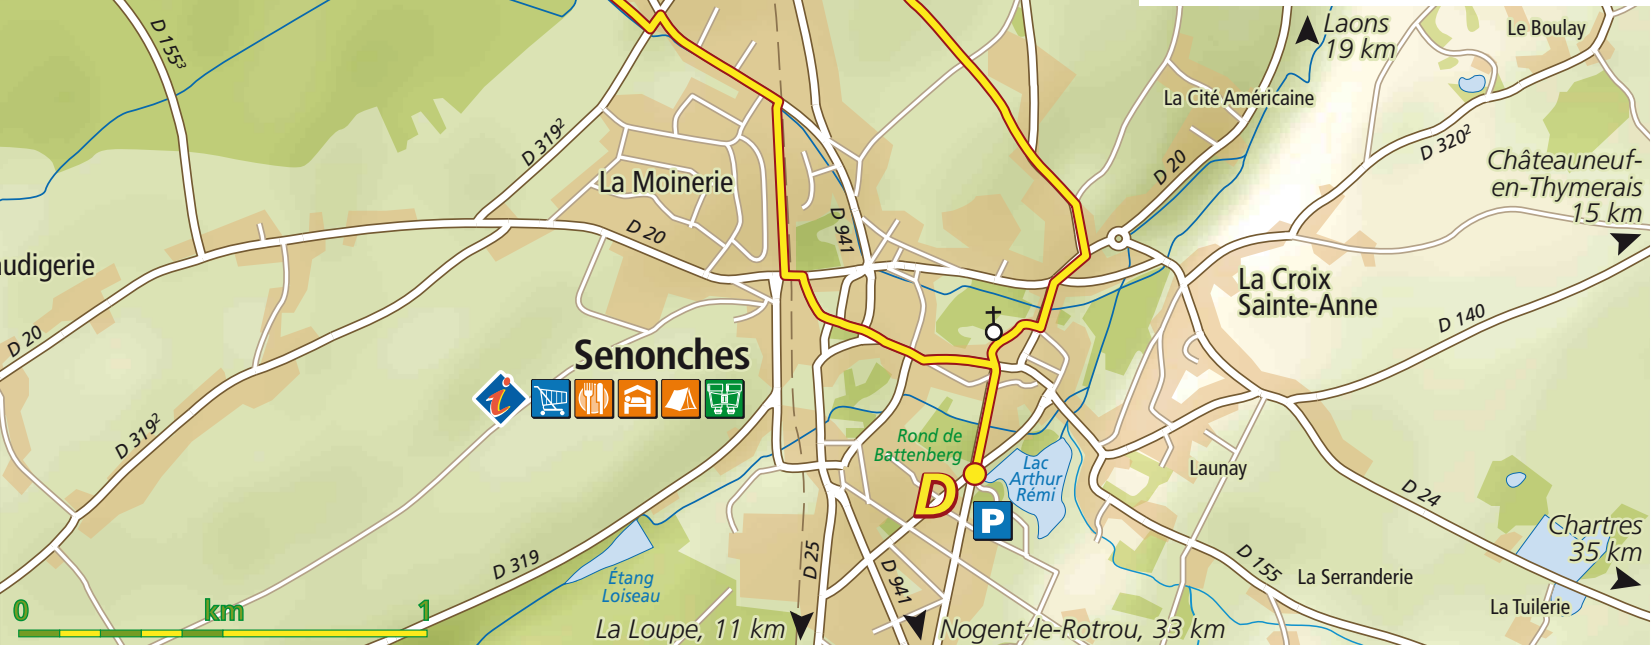 D 155³
Laons
19 km
Le Boulay
La Cité Américaine
D 319²
D 320²
D 20
Châteauneuf-
en-Thymerais
15 km
La Moinerie
D 20
D 941
audigerie
La Croix
Sainte-Anne
D 20
D 140
Senonches
i
D 319²
Rond de
Battenberg
Lac
Arthur
Rémi
Launay
D
P
D 24
Chartres
35 km
D 319
D 25
D 941
D 155
Étang
Loiseau
La Serranderie
La Tuilerie
0 km 1
La Loupe, 11 km
Nogent-le-Rotrou, 33 km